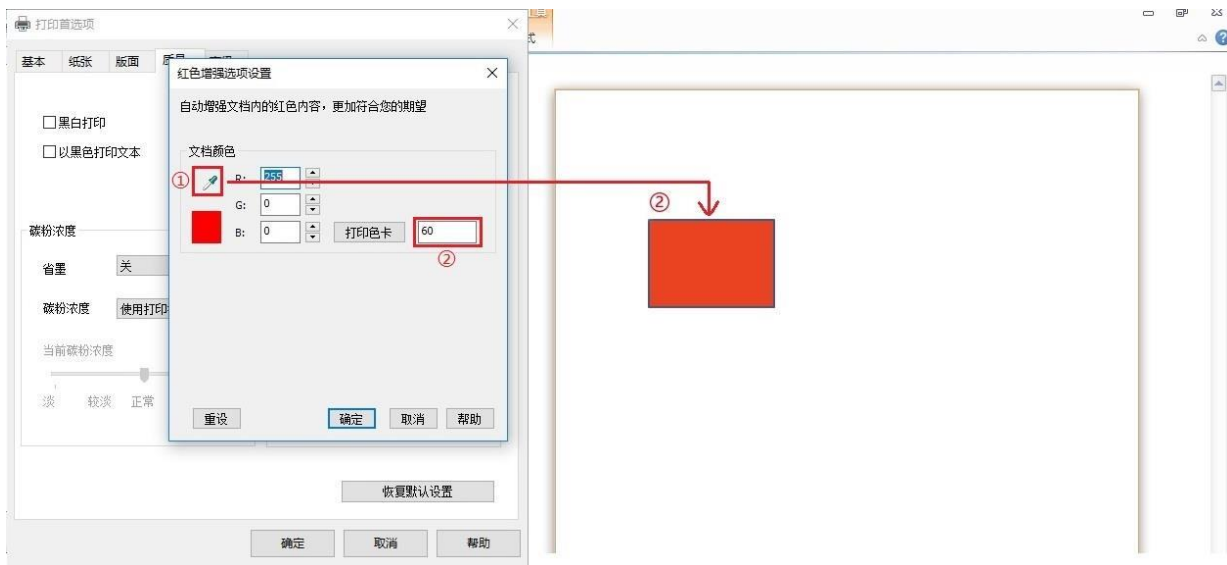 打印首选项
基本 纸张 版面
红色增强选项设置
自动增强文档内的红色内容，更加符合您的期望
黑白打印
以黑色打印文本
文档颜色
① R: 255
②
G: 0
B: 0 打印色卡 60
②
碳粉浓度
省墨 关
碳粉浓度 使用打印
当前碳粉浓度
淡 较淡 正常
重设 确定 取消 帮助
恢复默认设置
确定 取消 帮助
式